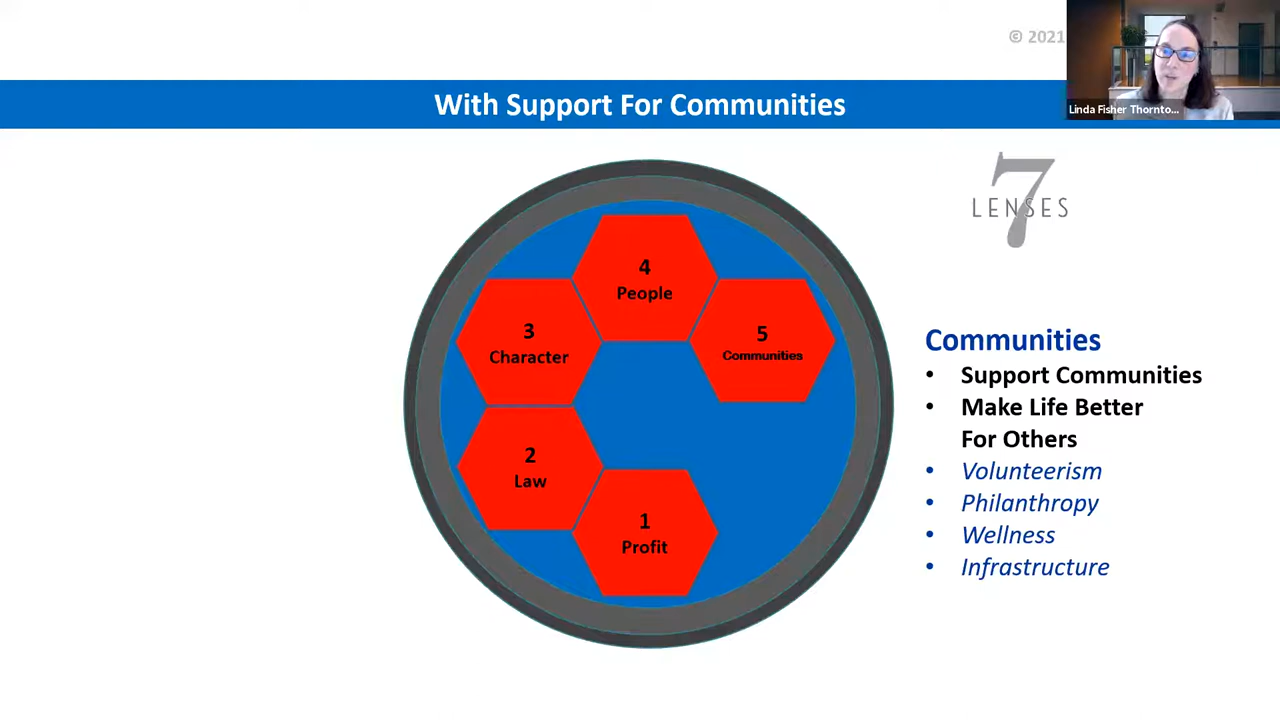 © 2021
Linda Fisher Thornto...
With Support For Communities
7
LENSES
4
People
3
Character
5
Communities
2
Law
1
Profit
Communities
• Support Communities
• Make Life Better
For Others
• Volunteerism
• Philanthropy
• Wellness
• Infrastructure